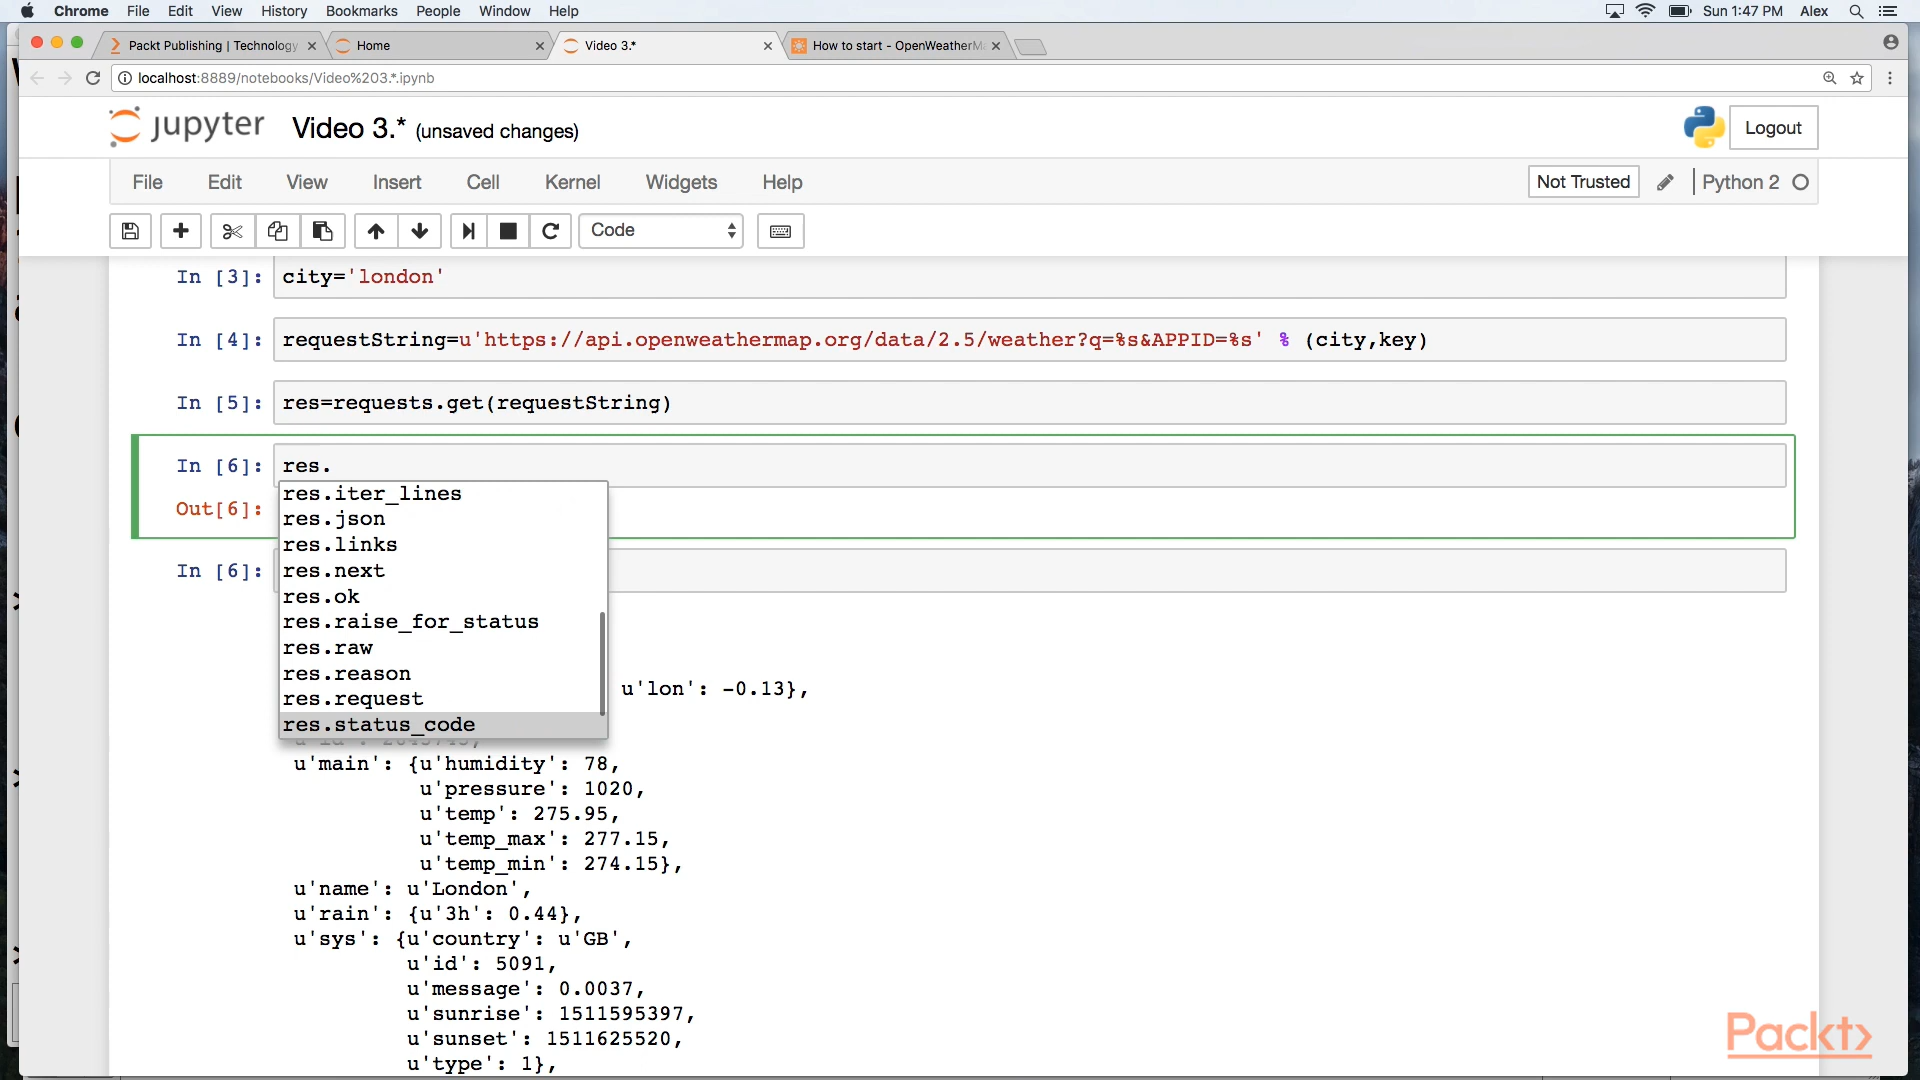 Chrome File Edit View History Bookmarks People Window Help Sun 1:47 PM Alex
Packt Publishing | Technology Home Video 3.* How to start - OpenWeatherMa
localhost:8889/notebooks/Video%203.*.ipynb
jupyter Video 3.* (unsaved changes) Logout
File Edit View Insert Cell Kernel Widgets Help Not Trusted Python 2
Code
In [3]: city='london'
In [4]: requestString=u'https://api.openweathermap.org/data/2.5/weather?q=%s&APPID=%s' % (city,key)
In [5]: res=requests.get(requestString)
In [6]: res.
res.iter_lines
Out[6]:
res.json
res.links
In [6]:
res.next
res.ok
res.raise_for_status
res.raw
res.reason
u'lon': -0.13},
res.request
res.status_code
u'main': {u'humidity': 78,
u'pressure': 1020,
u'temp': 275.95,
u'temp_max': 277.15,
u'temp_min': 274.15},
u'name': u'London',
u'rain': {u'3h': 0.44},
u'sys': {u'country': u'GB',
u'id': 5091,
u'message': 0.0037,
u'sunrise': 1511595397,
u'sunset': 1511625520,
u'type': 1},
Packt>